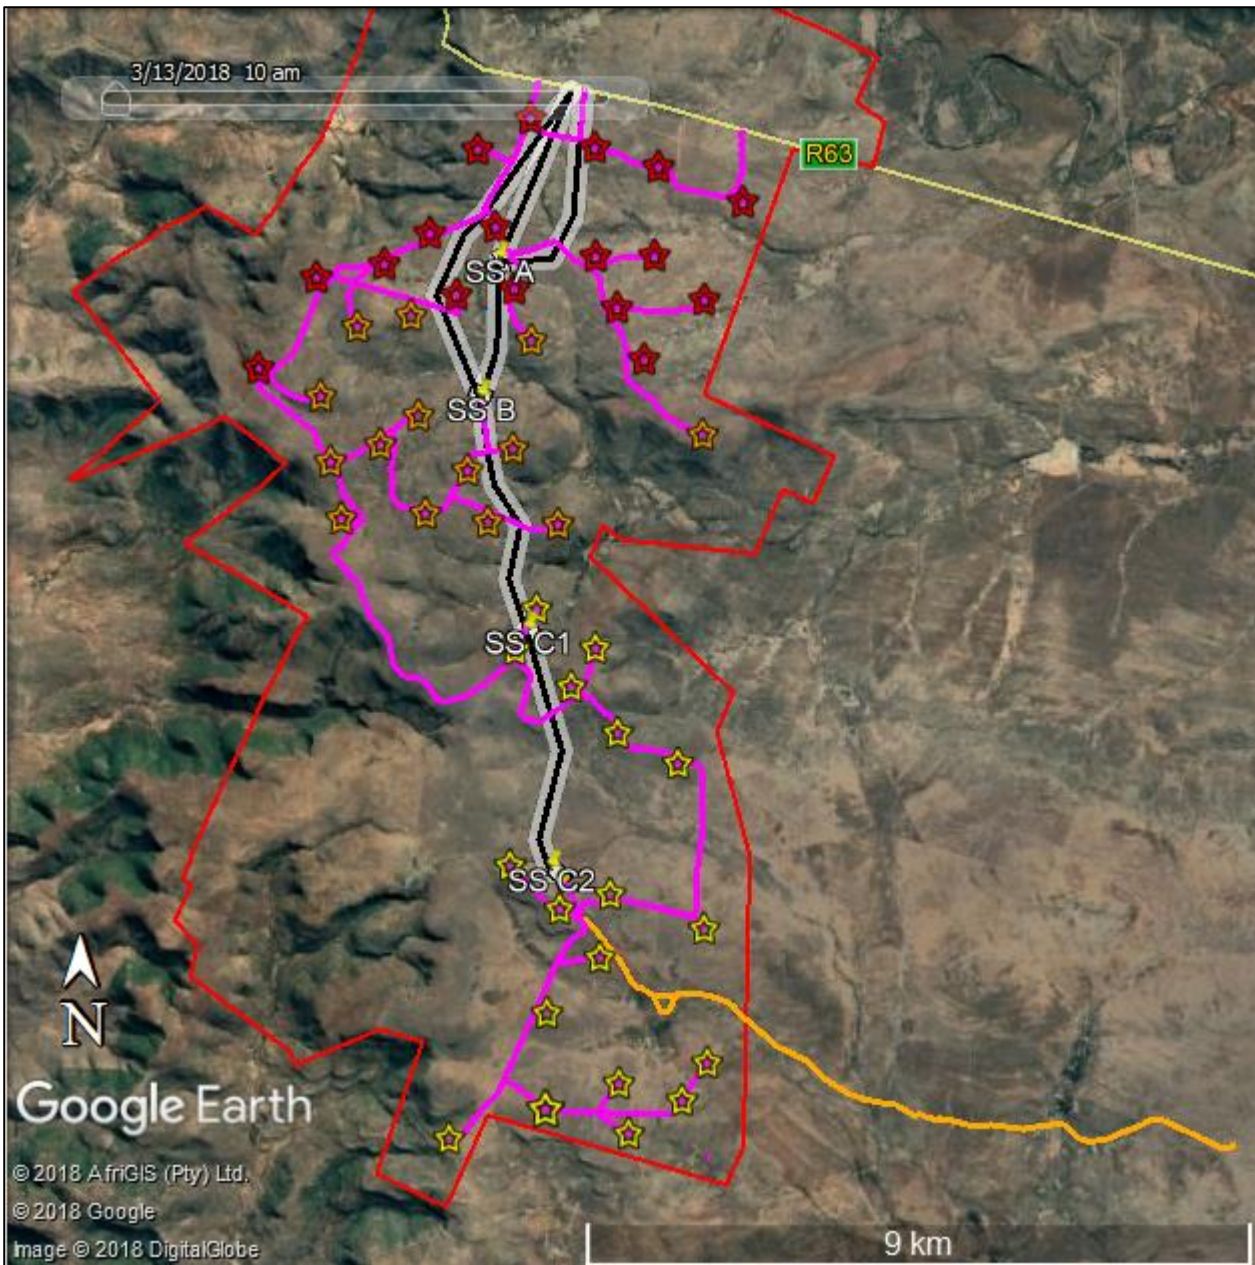 3/13/2018 10 am
R63
SS A
SS B
SS C1
SS C2
N
Google Earth
© 2018 AfriGIS (Pty) Ltd.
© 2018 Google
Image © 2018 DigitalGlobe
9 km